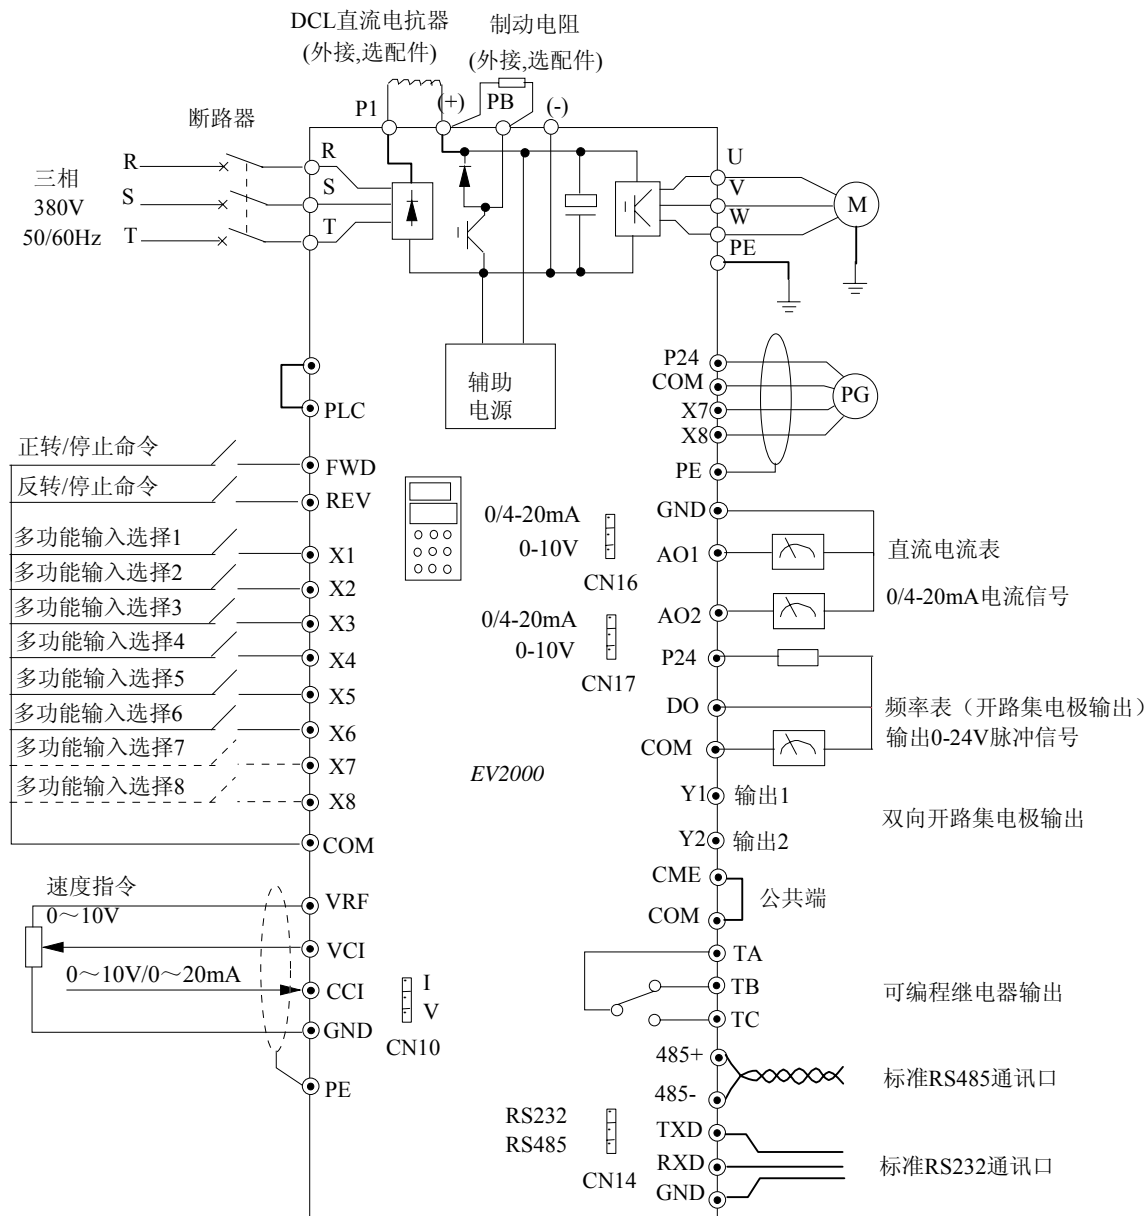 DCL直流电抗器
(外接,选配件)
制动电阻
(外接,选配件)
P1
(+)
PB
(-)
断路器
三相
380V
50/60Hz
R
S
T
R
S
T
U
V
W
PE
M
辅助
电源
PLC
正转/停止命令
FWD
反转/停止命令
REV
多功能输入选择1
X1
多功能输入选择2
X2
多功能输入选择3
X3
多功能输入选择4
X4
多功能输入选择5
X5
多功能输入选择6
X6
多功能输入选择7
X7
多功能输入选择8
X8
COM
速度指令
0～10V
VRF
VCI
0～10V/0～20mA
CCI
GND
PE
I
V
CN10
0/4-20mA
0-10V
CN16
0/4-20mA
0-10V
CN17
EV2000
RS232
RS485
CN14
P24
COM
X7
X8
PE
PG
GND
AO1
AO2
直流电流表
0/4-20mA电流信号
P24
DO
COM
频率表（开路集电极输出）
输出0-24V脉冲信号
Y1
输出1
Y2
输出2
双向开路集电极输出
CME
COM
公共端
TA
TB
TC
可编程继电器输出
485+
485-
标准RS485通讯口
TXD
RXD
GND
标准RS232通讯口